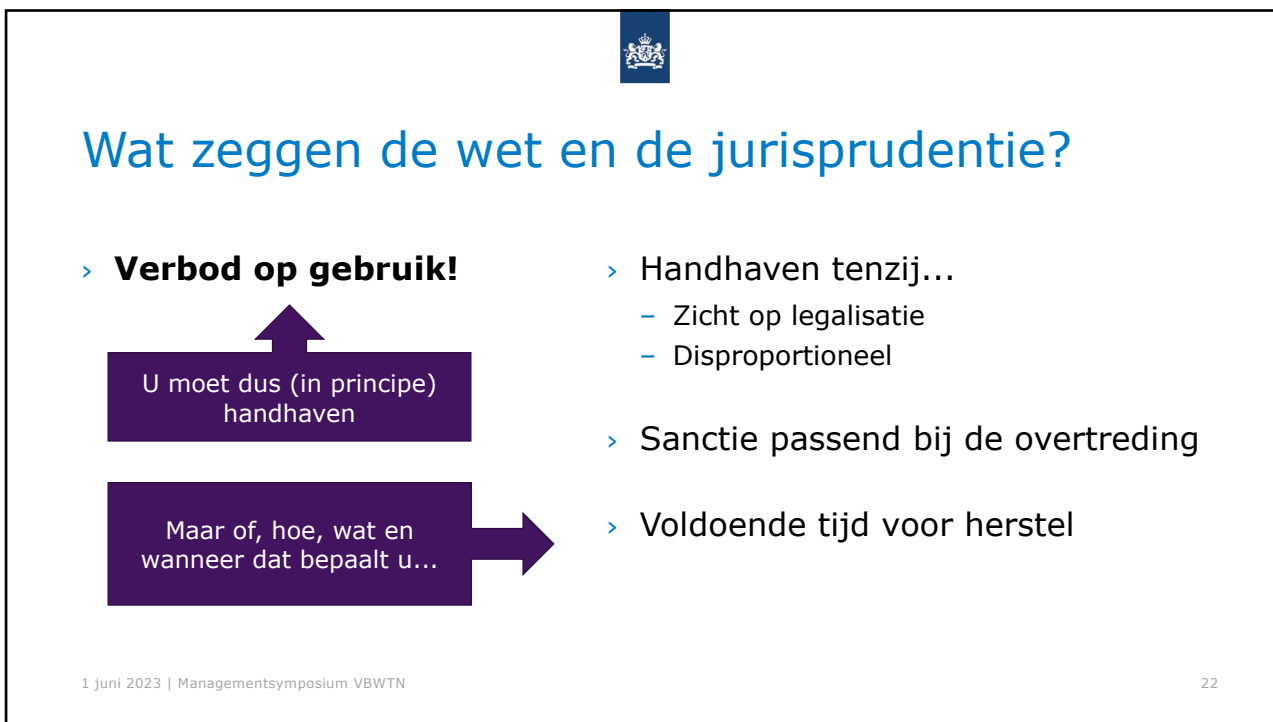 Wat zeggen de wet en de jurisprudentie?
› Verbod op gebruik!
U moet dus (in principe)
handhaven
Maar of, hoe, wat en
wanneer dat bepaalt u...
› Handhaven tenzij...
– Zicht op legalisatie
– Disproportioneel
› Sanctie passend bij de overtreding
› Voldoende tijd voor herstel
1 juni 2023 | Managementsymposium VBWTN
22